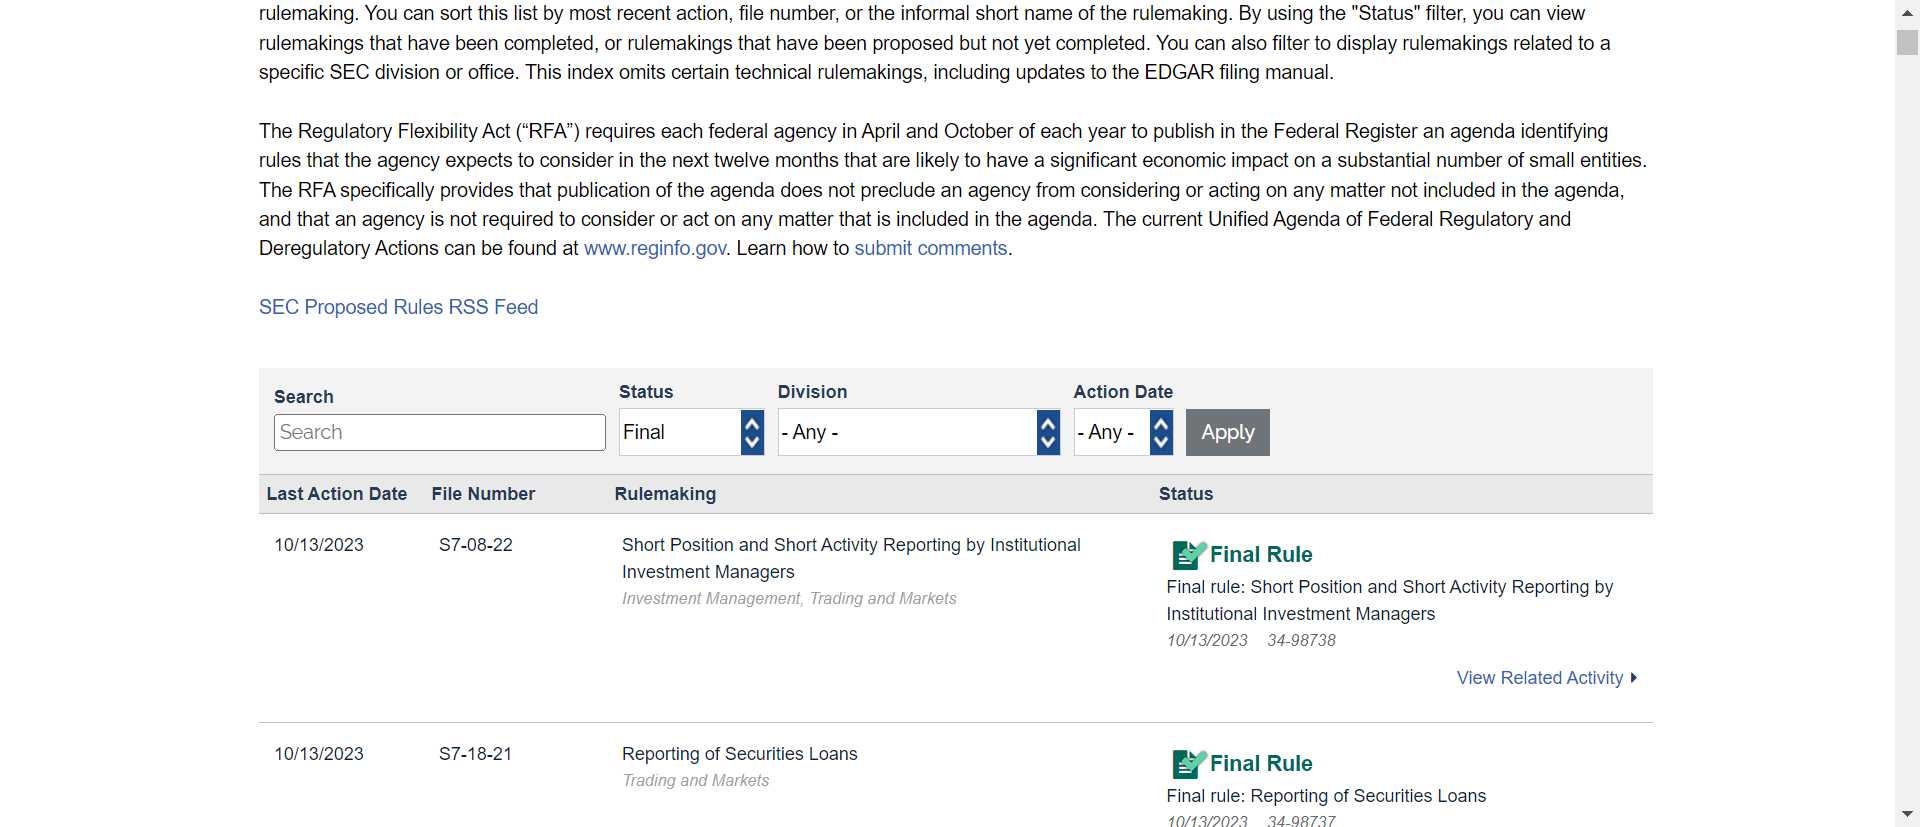 rulemaking. You can sort this list by most recent action, file number, or the informal short name of the rulemaking. By using the "Status" filter, you can view
rulemakings that have been completed, or rulemakings that have been proposed but not yet completed. You can also filter to display rulemakings related to a
specific SEC division or office. This index omits certain technical rulemakings, including updates to the EDGAR filing manual.
The Regulatory Flexibility Act (“RFA”) requires each federal agency in April and October of each year to publish in the Federal Register an agenda identifying
rules that the agency expects to consider in the next twelve months that are likely to have a significant economic impact on a substantial number of small entities.
The RFA specifically provides that publication of the agenda does not preclude an agency from considering or acting on any matter not included in the agenda,
and that an agency is not required to consider or act on any matter that is included in the agenda. The current Unified Agenda of Federal Regulatory and
Deregulatory Actions can be found at www.reginfo.gov. Learn how to submit comments.
SEC Proposed Rules RSS Feed
Search Status Division Action Date
Search Final - Any - - Any - Apply
Last Action Date File Number Rulemaking Status
10/13/2023 S7-08-22 Short Position and Short Activity Reporting by Institutional
Investment Managers
Investment Management, Trading and Markets
Final Rule
Final rule: Short Position and Short Activity Reporting by
Institutional Investment Managers
10/13/2023 34-98738
View Related Activity
10/13/2023 S7-18-21 Reporting of Securities Loans
Trading and Markets
Final Rule
Final rule: Reporting of Securities Loans
10/13/2023 34-98737